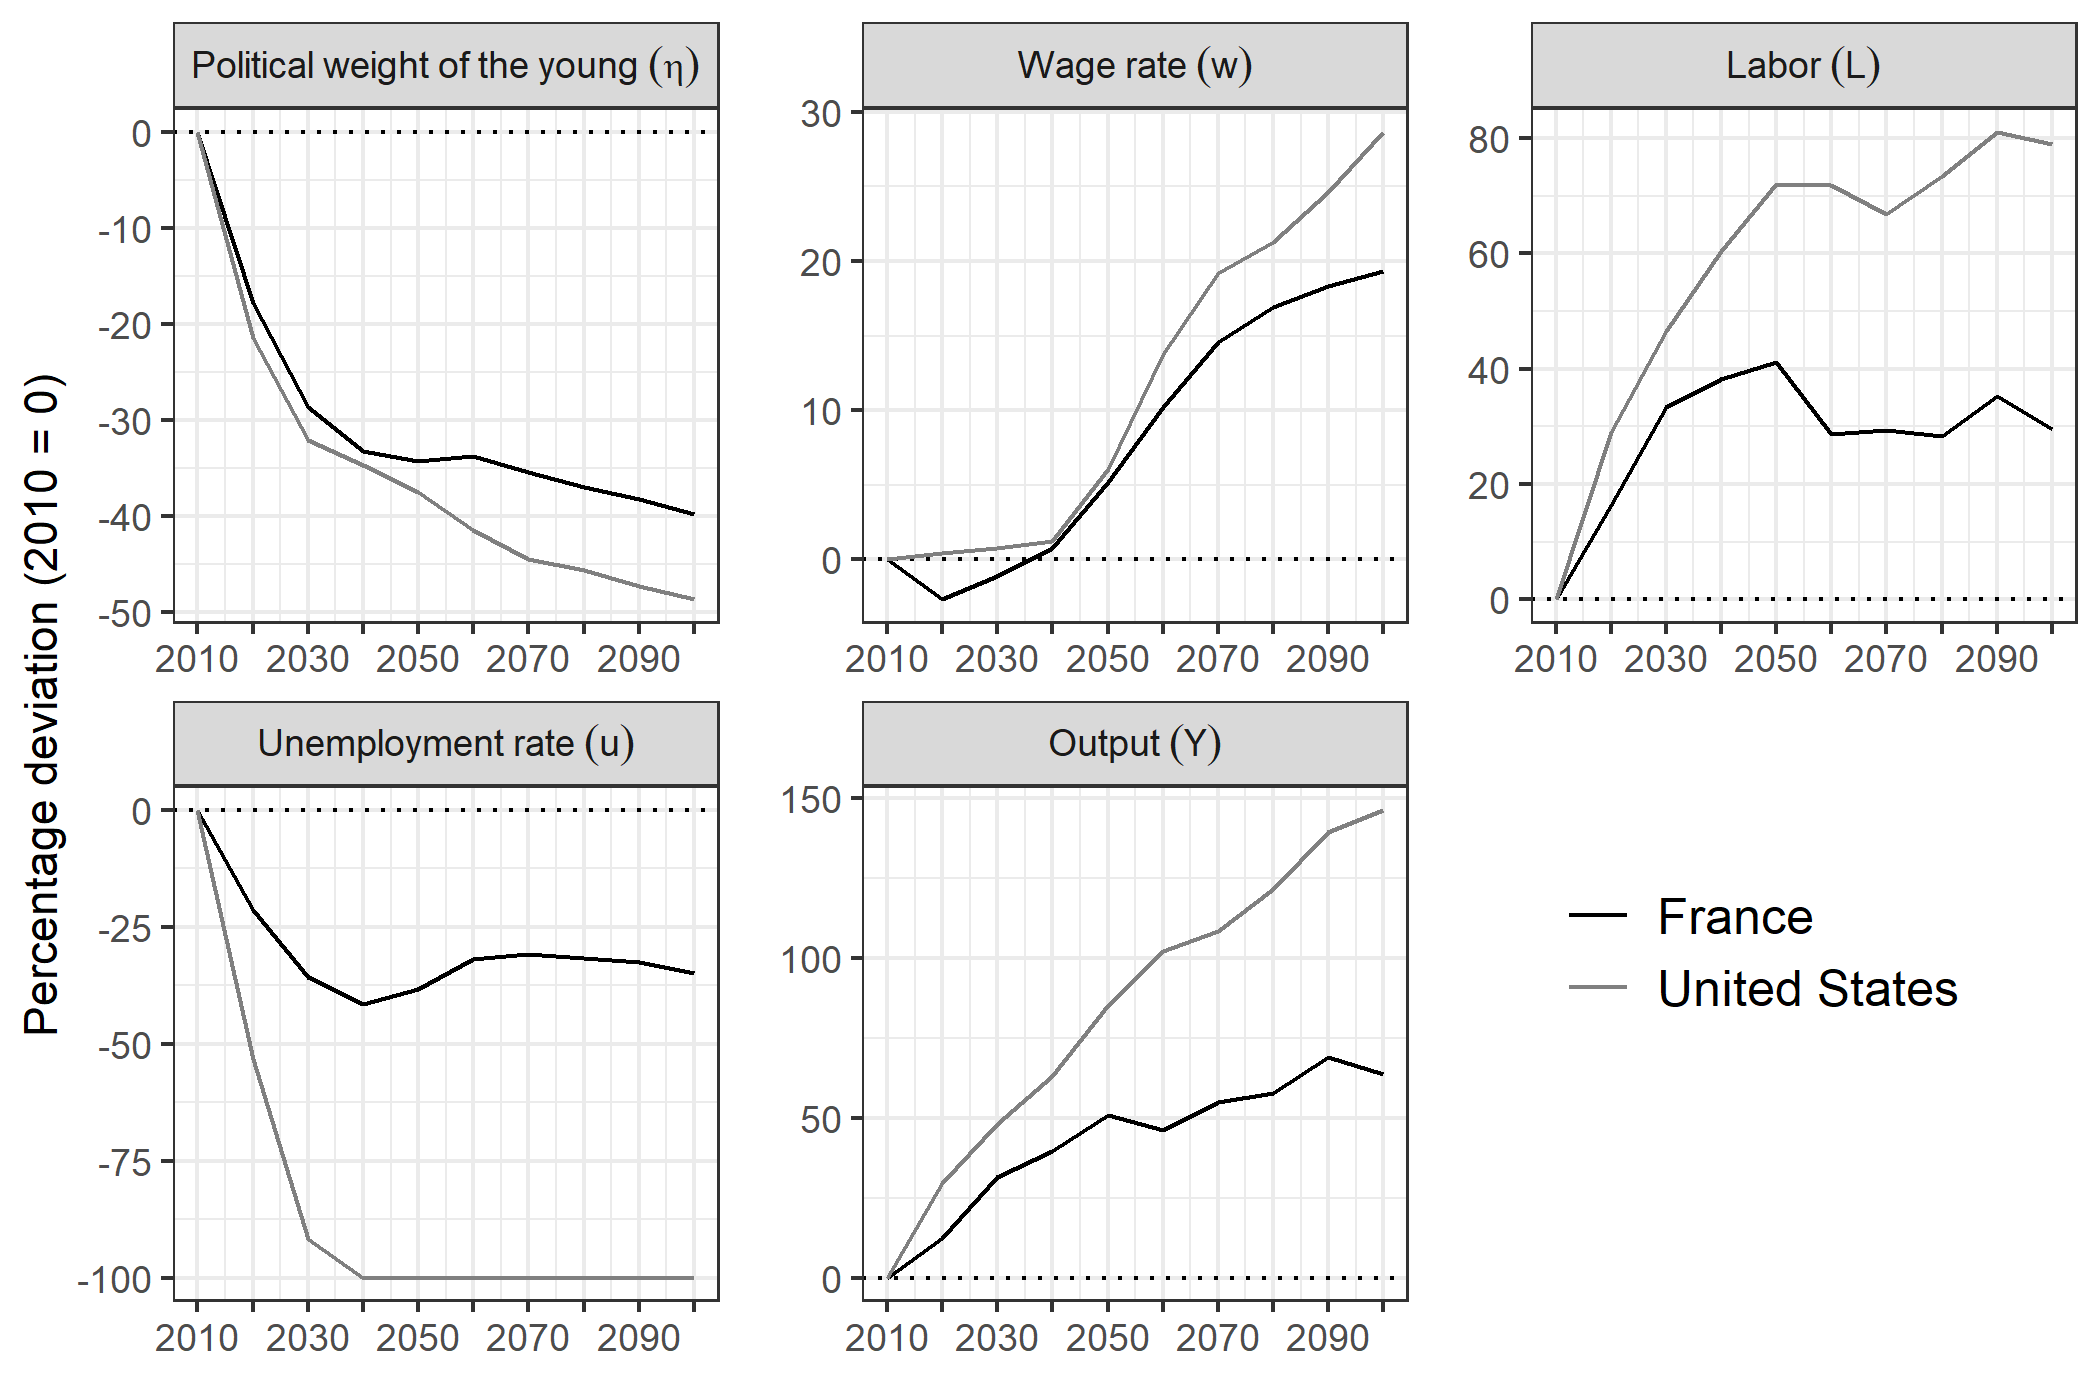 Percentage deviation (2010 = 0)
Political weight of the young (η)
0
-10
-20
-30
-40
-50
2010 2030 2050 2070 2090
Wage rate (w)
30
20
10
0
2010 2030 2050 2070 2090
Labor (L)
80
60
40
20
0
2010 2030 2050 2070 2090
Unemployment rate (u)
0
-25
-50
-75
-100
2010 2030 2050 2070 2090
Output (Y)
150
100
50
0
2010 2030 2050 2070 2090
France
United States